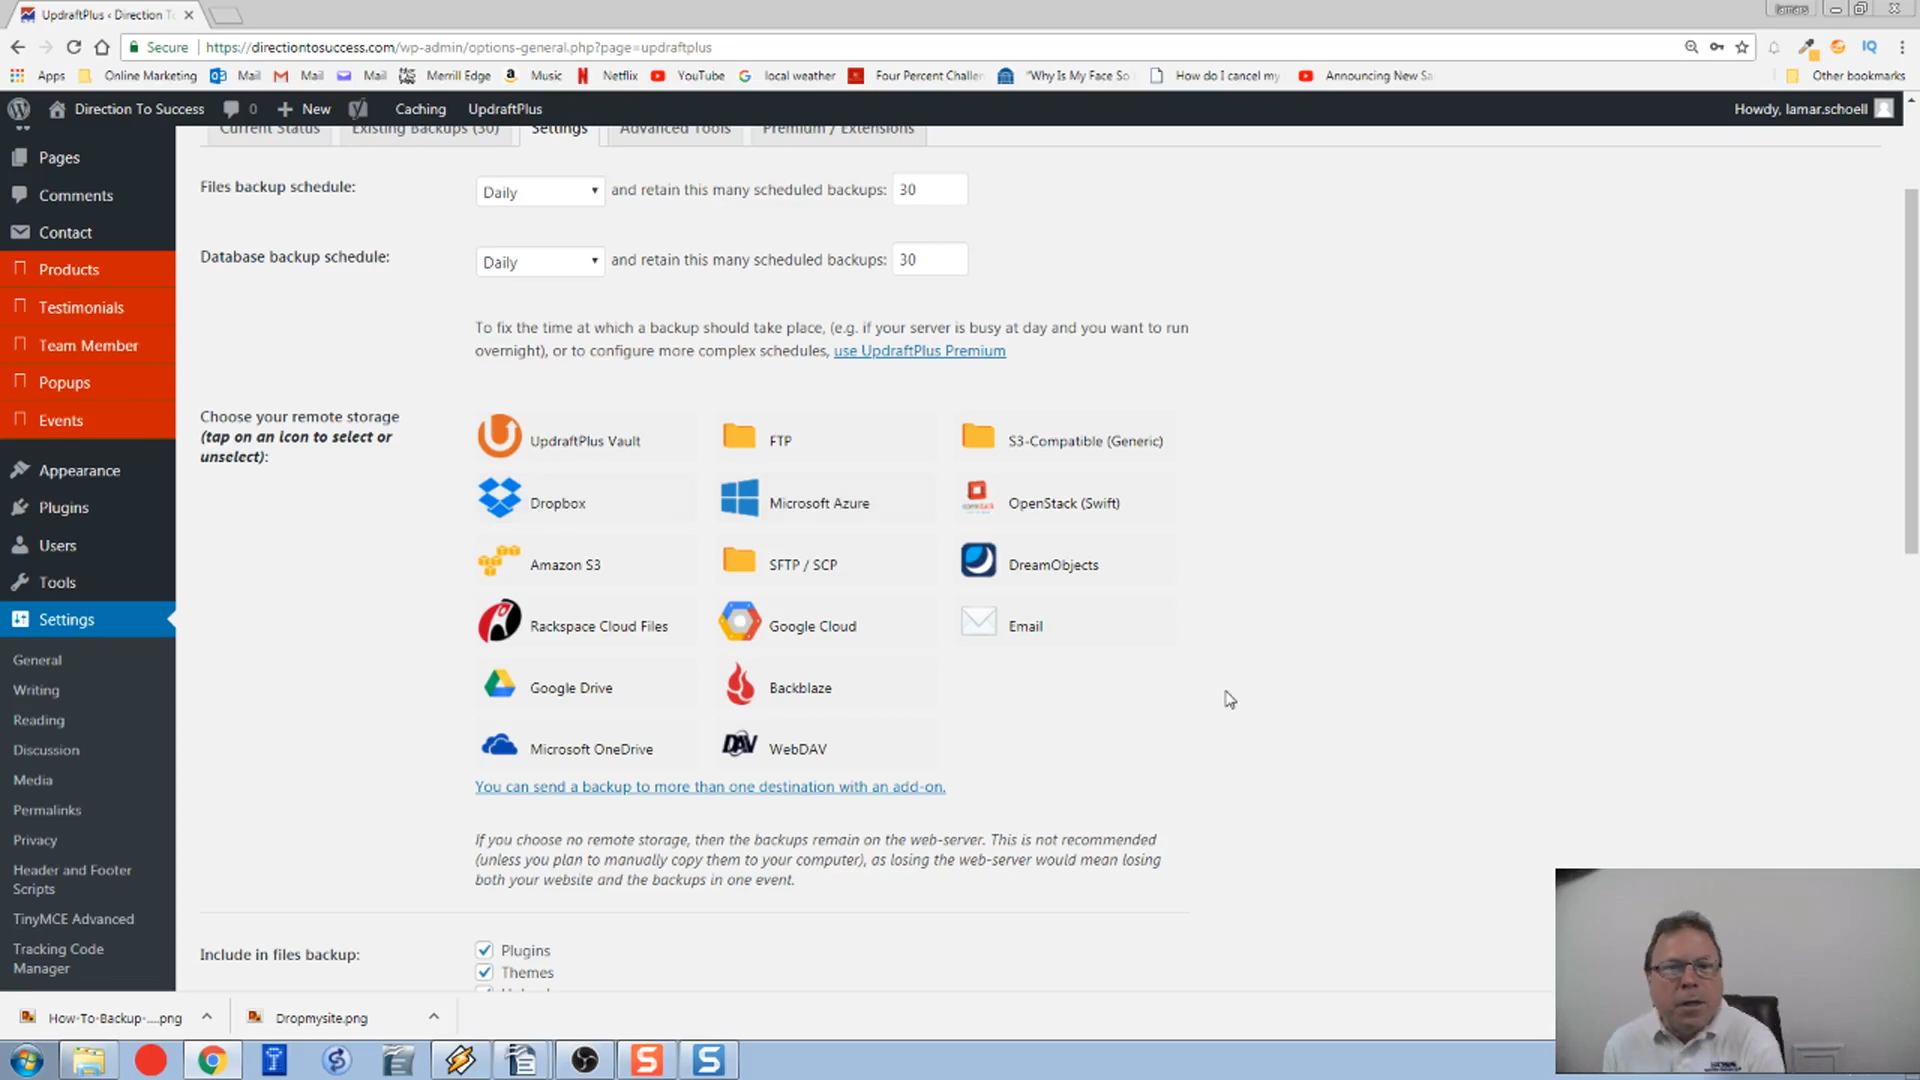 UpdraftPlus ‹ Direction To
lamars
Secure
https://directiontosuccess.com/wp-admin/options-general.php?page=updraftplus
Apps
Online Marketing
Mail
Mail
Mail
Merrill Edge
Music
Netflix
YouTube
local weather
Four Percent Challen
"Why Is My Face So
How do I cancel my
Announcing New Sa
Other bookmarks
Direction To Success
0
New
Caching
UpdraftPlus
Howdy, lamar.schoell
Current Status
Existing Backups (30)
Settings
Advanced Tools
Premium / Extensions
Pages
Comments
Contact
Products
Testimonials
Team Member
Popups
Events
Appearance
Plugins
Users
Tools
Settings
General
Writing
Reading
Discussion
Media
Permalinks
Privacy
Header and Footer
Scripts
TinyMCE Advanced
Tracking Code
Manager
Files backup schedule:
Daily
and retain this many scheduled backups:
30
Database backup schedule:
Daily
and retain this many scheduled backups:
30
To fix the time at which a backup should take place, (e.g. if your server is busy at day and you want to run
overnight), or to configure more complex schedules, use UpdraftPlus Premium
Choose your remote storage
(tap on an icon to select or
unselect):
UpdraftPlus Vault
FTP
S3-Compatible (Generic)
Dropbox
Microsoft Azure
OpenStack (Swift)
Amazon S3
SFTP / SCP
DreamObjects
Rackspace Cloud Files
Google Cloud
Email
Google Drive
Backblaze
Microsoft OneDrive
DAV
WebDAV
You can send a backup to more than one destination with an add-on.
If you choose no remote storage, then the backups remain on the web-server. This is not recommended
(unless you plan to manually copy them to your computer), as losing the web-server would mean losing
both your website and the backups in one event.
Include in files backup:
Plugins
Themes
How-To-Backup-....png
Dropmysite.png